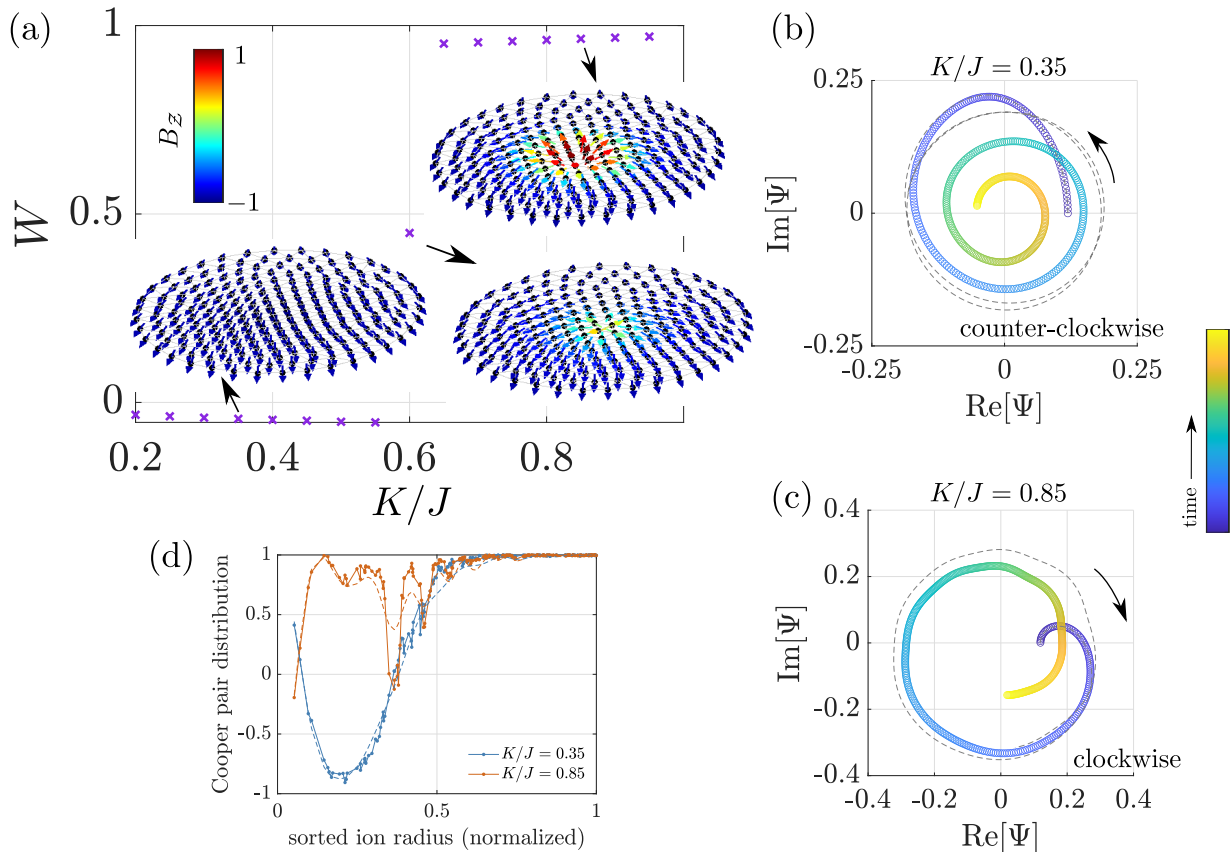 (a)
1
0.5
0
W
1
B_Z
−1
0.2
0.4
0.6
0.8
K/J
(b)
K/J = 0.35
0.25
0
-0.25
Im[Ψ]
counter-clockwise
-0.25
0
0.25
Re[Ψ]
time
(c)
K/J = 0.85
0.4
0.2
0
-0.2
-0.4
Im[Ψ]
clockwise
-0.4
-0.2
0
0.2
0.4
Re[Ψ]
(d)
1
0.5
0
-0.5
-1
Cooper pair distribution
K/J = 0.35
K/J = 0.85
0
0.5
1
sorted ion radius (normalized)